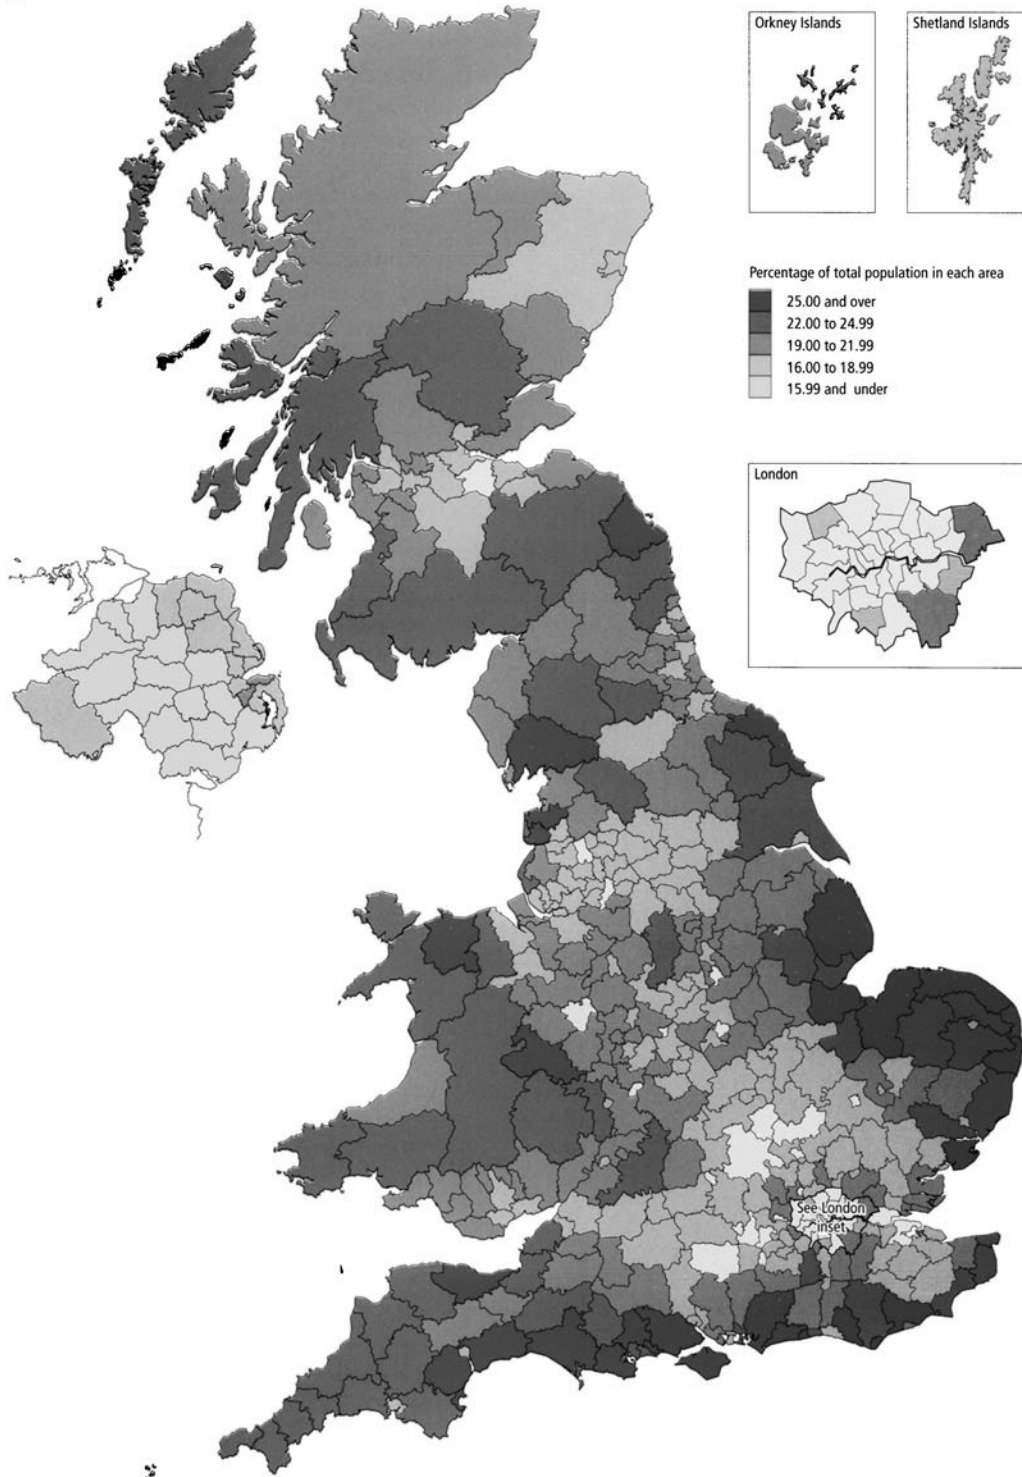 Orkney Islands
Shetland Islands
Percentage of total population in each area
25.00 and over
22.00 to 24.99
19.00 to 21.99
16.00 to 18.99
15.99 and under
London
See London
inset